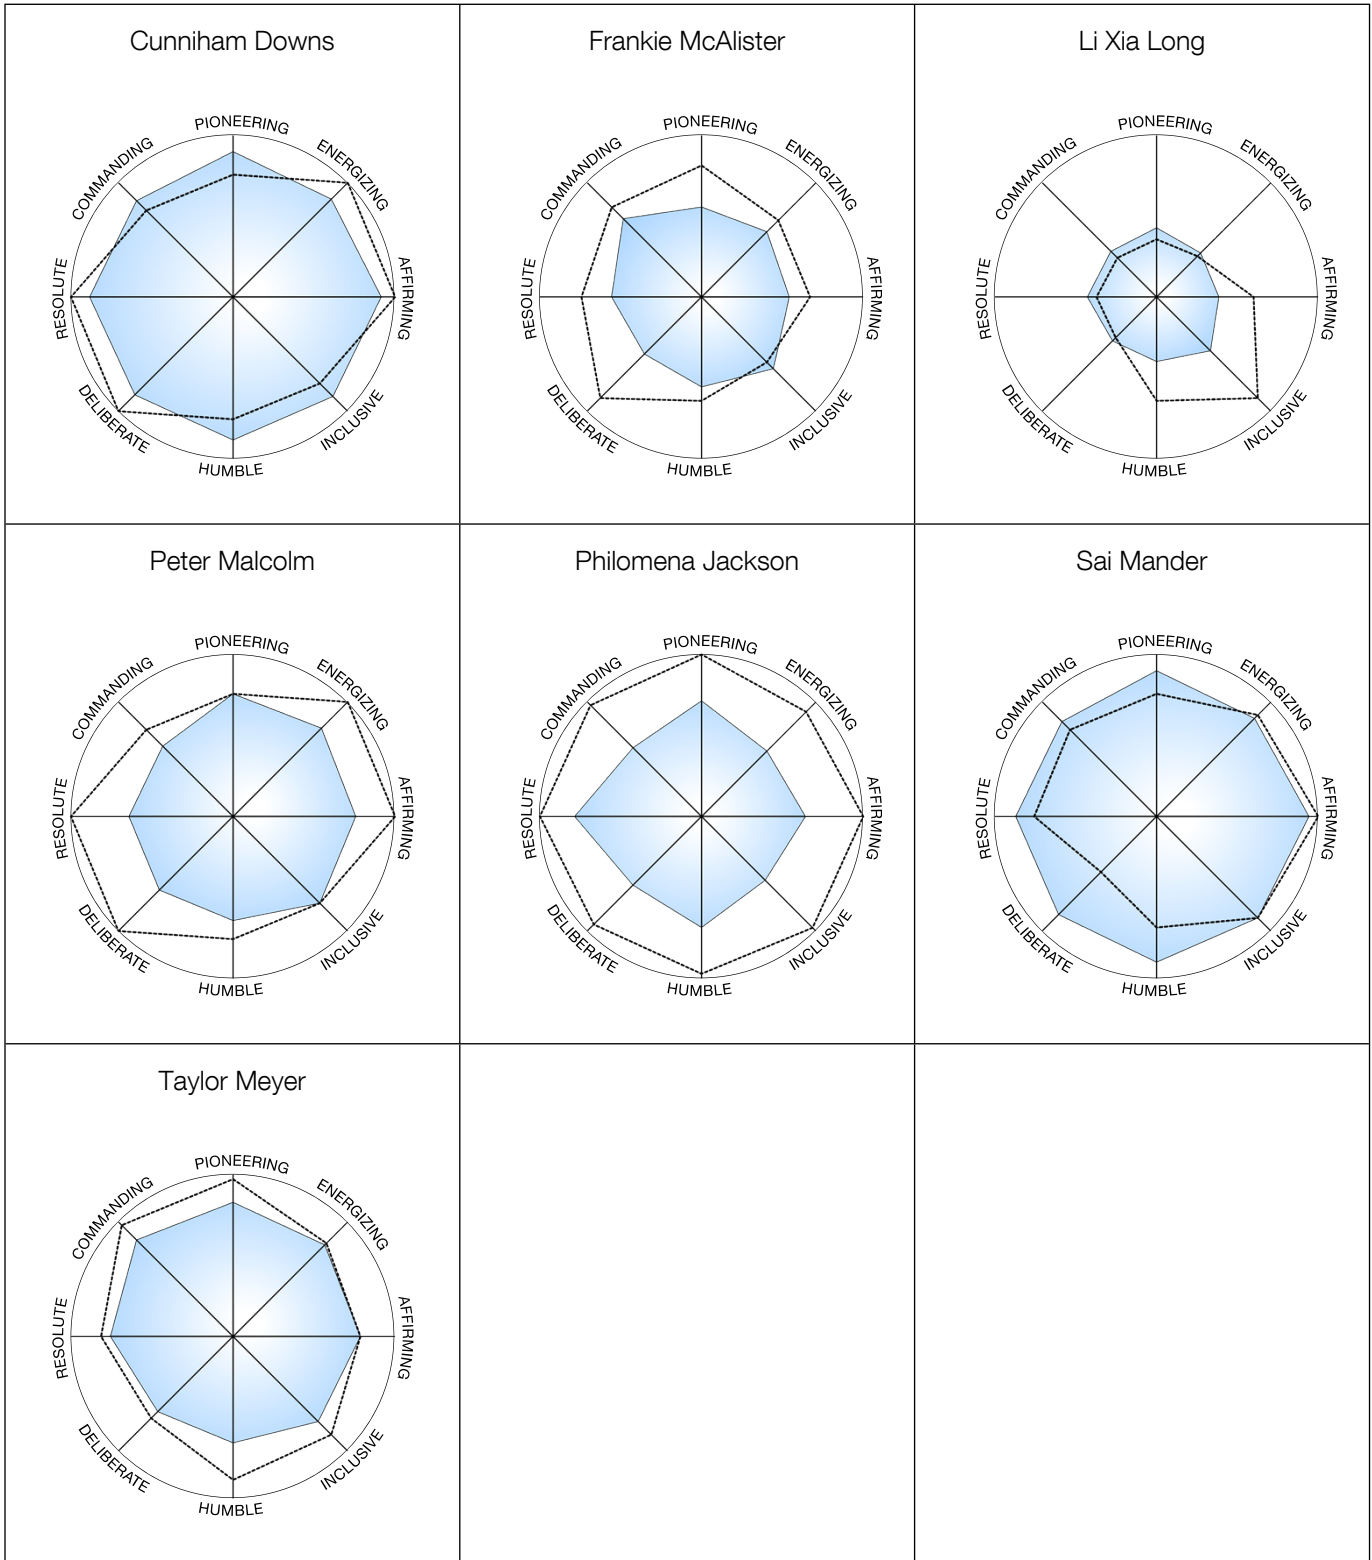 Cunniham Downs
PIONEERING
ENERGIZING
AFFIRMING
INCLUSIVE
HUMBLE
DELIBERATE
RESOLUTE
COMMANDING
Frankie McAlister
PIONEERING
ENERGIZING
AFFIRMING
INCLUSIVE
HUMBLE
DELIBERATE
RESOLUTE
COMMANDING
Li Xia Long
PIONEERING
ENERGIZING
AFFIRMING
INCLUSIVE
HUMBLE
DELIBERATE
RESOLUTE
COMMANDING
Peter Malcolm
PIONEERING
ENERGIZING
AFFIRMING
INCLUSIVE
HUMBLE
DELIBERATE
RESOLUTE
COMMANDING
Philomena Jackson
PIONEERING
ENERGIZING
AFFIRMING
INCLUSIVE
HUMBLE
DELIBERATE
RESOLUTE
COMMANDING
Sai Mander
PIONEERING
ENERGIZING
AFFIRMING
INCLUSIVE
HUMBLE
DELIBERATE
RESOLUTE
COMMANDING
Taylor Meyer
PIONEERING
ENERGIZING
AFFIRMING
INCLUSIVE
HUMBLE
DELIBERATE
RESOLUTE
COMMANDING